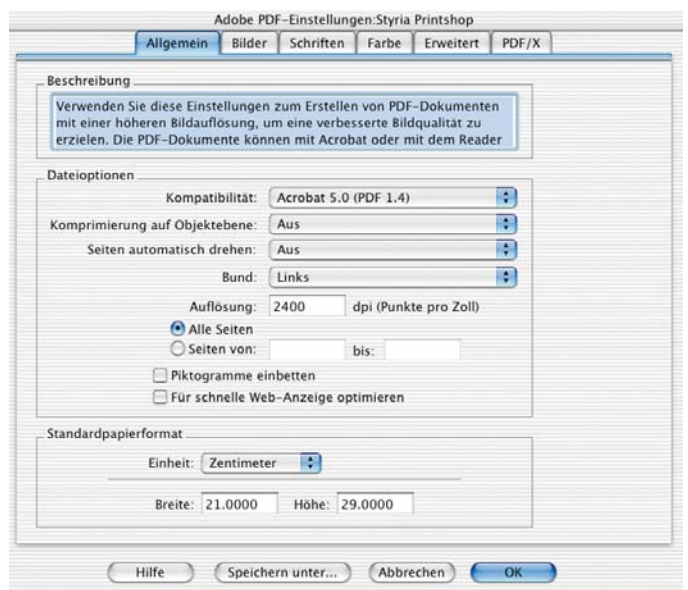 Adobe PDF-Einstellungen:Styria Printshop
Allgemein Bilder Schriften Farbe Erweitert PDF/X
Beschreibung
Verwenden Sie diese Einstellungen zum Erstellen von PDF-Dokumenten
mit einer höheren Bildauflösung, um eine verbesserte Bildqualität zu
erzielen. Die PDF-Dokumente können mit Acrobat oder mit dem Reader
Dateioptionen
Kompatibilität: Acrobat 5.0 (PDF 1.4)
Komprimierung auf Objektebene: Aus
Seiten automatisch drehen: Aus
Bund: Links
Auflösung: 2400 dpi (Punkte pro Zoll)
Alle Seiten
Seiten von: bis:
Piktogramme einbetten
Für schnelle Web-Anzeige optimieren
Standardpapierformat
Einheit: Zentimeter
Breite: 21.0000 Höhe: 29.0000
Hilfe Speichern unter... Abbrechen OK